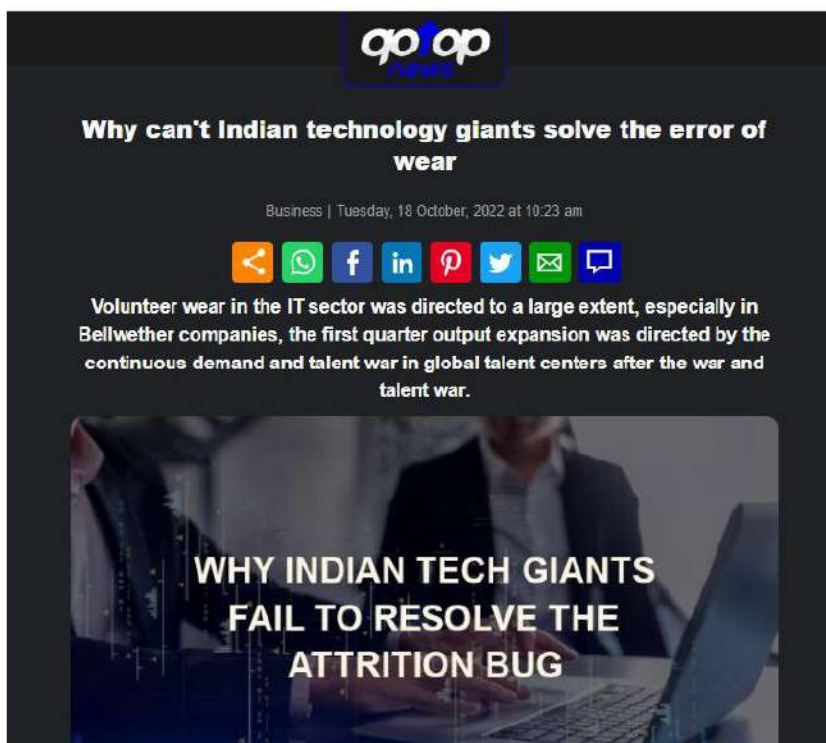 gotop
news
Why can't Indian technology giants solve the error of
wear
Business | Tuesday, 18 October, 2022 at 10:23 am
Volunteer wear in the IT sector was directed to a large extent, especially in
Bellwether companies, the first quarter output expansion was directed by the
continuous demand and talent war in global talent centers after the war and
talent war.
WHY INDIAN TECH GIANTS
FAIL TO RESOLVE THE
ATTRITION BUG